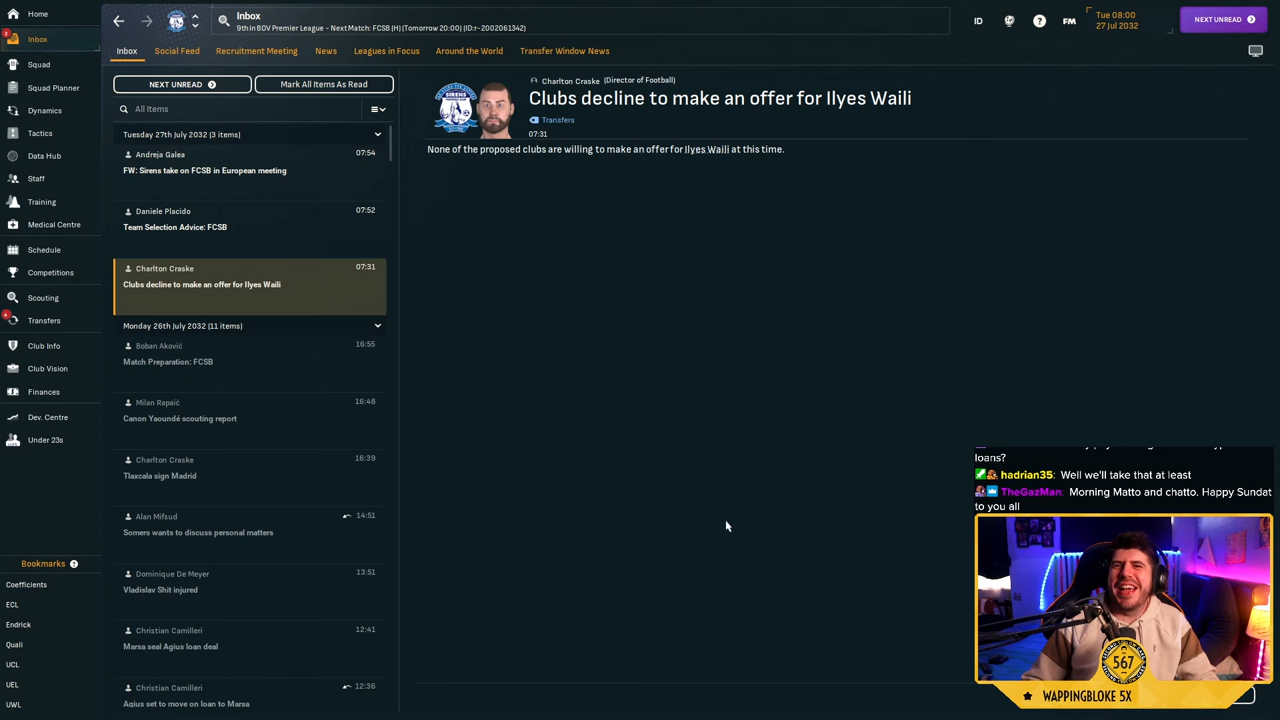 Home
2
Inbox
Squad
Squad Planner
Dynamics
Tactics
Data Hub
Staff
Training
Medical Centre
Schedule
Competitions
Scouting
4
Transfers
Club Info
Club Vision
Finances
Dev. Centre
Under 23s
Bookmarks ?
Coefficients
ECL
Endrick
Quali
UCL
UEL
UWL
Inbox
9th in BOV Premier League - Next Match: FCSB (H) (Tomorrow 20:00) (ID:r-2002061342)
ID
?
FM
Tue 08:00
27 Jul 2032
NEXT UNREAD
Inbox
Social Feed
Recruitment Meeting
News
Leagues in Focus
Around the World
Transfer Window News
NEXT UNREAD
Mark All Items As Read
All Items
Tuesday 27th July 2032 (3 items)
Andreja Galea 07:54
FW: Sirens take on FCSB in European meeting
Daniele Placido 07:52
Team Selection Advice: FCSB
Charlton Craske 07:31
Clubs decline to make an offer for Ilyes Waili
Monday 26th July 2032 (11 items)
Boban Aković 16:55
Match Preparation: FCSB
Milan Rapaić 16:48
Canon Yaoundé scouting report
Charlton Craske 16:39
Tlaxcala sign Madrid
Alan Mifsud 14:51
Somers wants to discuss personal matters
Dominique De Meyer 13:51
Vladislav Shit injured
Christian Camilleri 12:41
Marsa seal Agius loan deal
Christian Camilleri 12:36
Agius set to move on loan to Marsa
SIRENS
Charlton Craske (Director of Football)
Clubs decline to make an offer for Ilyes Waili
Transfers
07:31
None of the proposed clubs are willing to make an offer for Ilyes Waili at this time.
loans?
hadrian35: Well we'll take that at least
TheGazMan: Morning Matto and chatto. Happy Sundat
to you all
567
WAPPINGBLOKE 5X